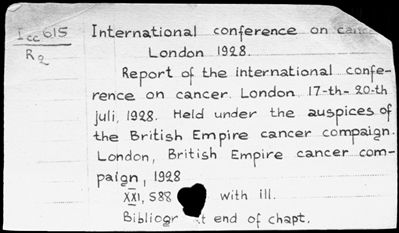 Icc 615
R2
International conference on cance
London 1928.
Report of the international confe-
rence on cancer. London 17-th-20-th
juli, 1928. Held under the auspices of
the British Empire cancer compaign.
London, British Empire cancer com-
paign, 1928
XXI, 588 with ill.
Bibliogr at end of chapt.